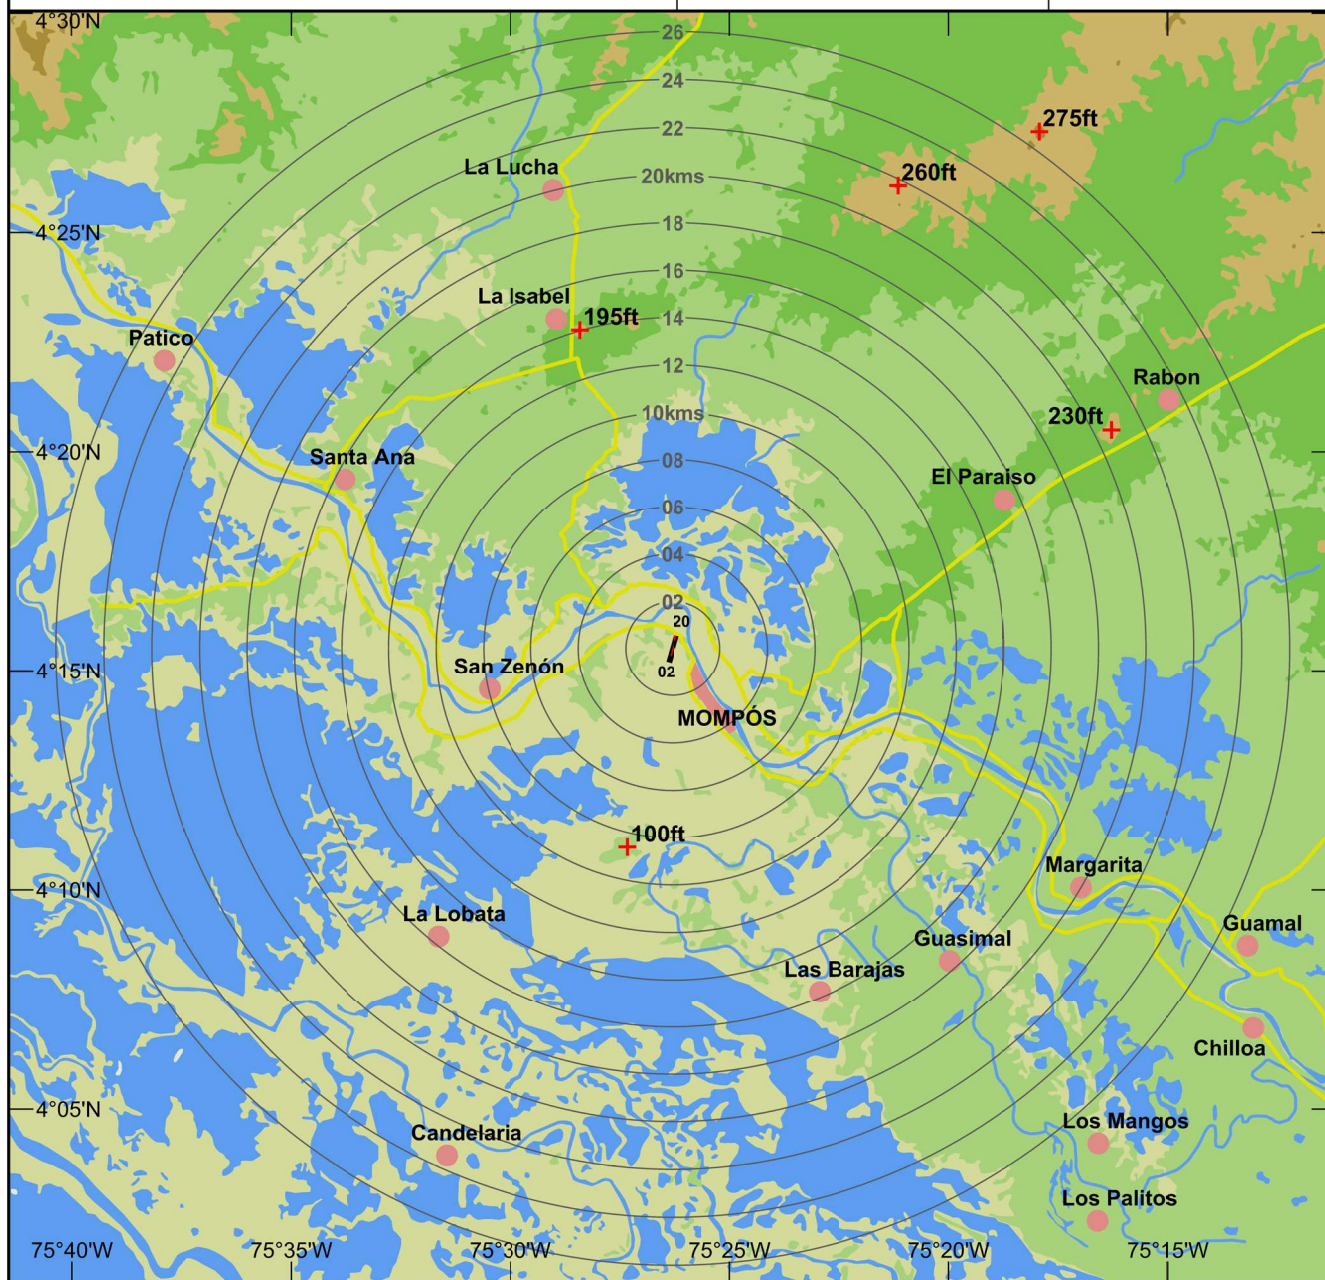 4°30'N
26
24
275ft
22
La Lucha
260ft
20kms
18
4°25'N
16
La Isabel
195ft
14
Patico
12
Rabon
10kms
230ft
4°20'N
Santa Ana
08
El Paraiso
06
04
02
20
02
4°15'N
San Zenón
MOMPÓS
100ft
Margarita
4°10'N
La Lobata
Guamal
Guasimal
Las Barajas
Chilloa
4°05'N
Los Mangos
Candelaria
Los Palitos
75°40'W
75°35'W
75°30'W
75°25'W
75°20'W
75°15'W